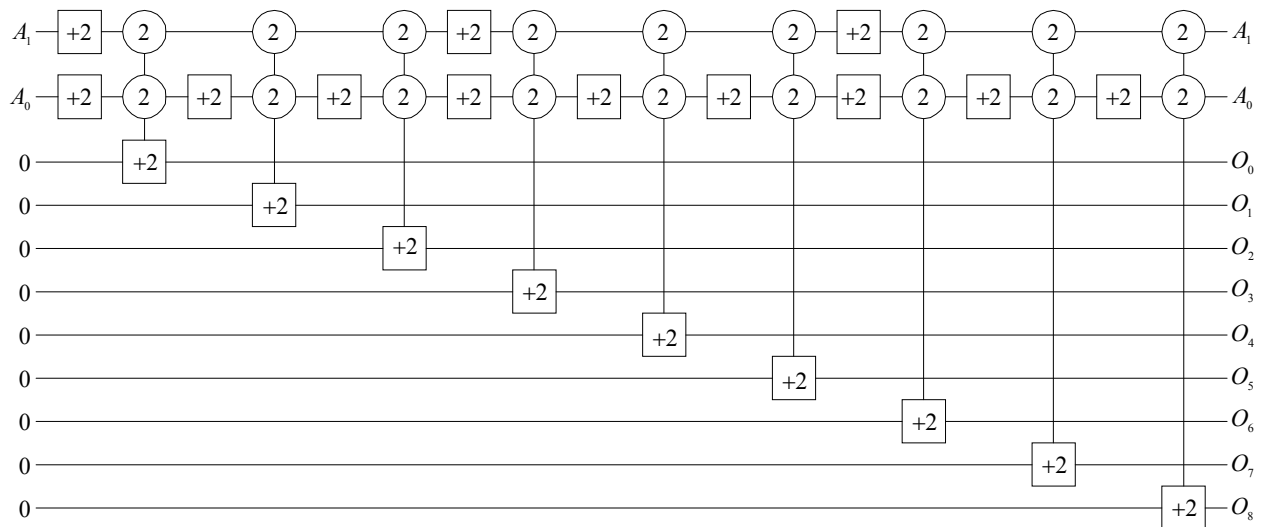 A₁ +2 2 2 2 +2 2 2 2 +2 2 2 2 A₁
A₀ +2 2 +2 2 +2 2 +2 2 +2 2 +2 2 +2 2 +2 2 +2 2 A₀
0 +2 O₀
0 +2 O₁
0 +2 O₂
0 +2 O₃
0 +2 O₄
0 +2 O₅
0 +2 O₆
0 +2 O₇
0 +2 O₈